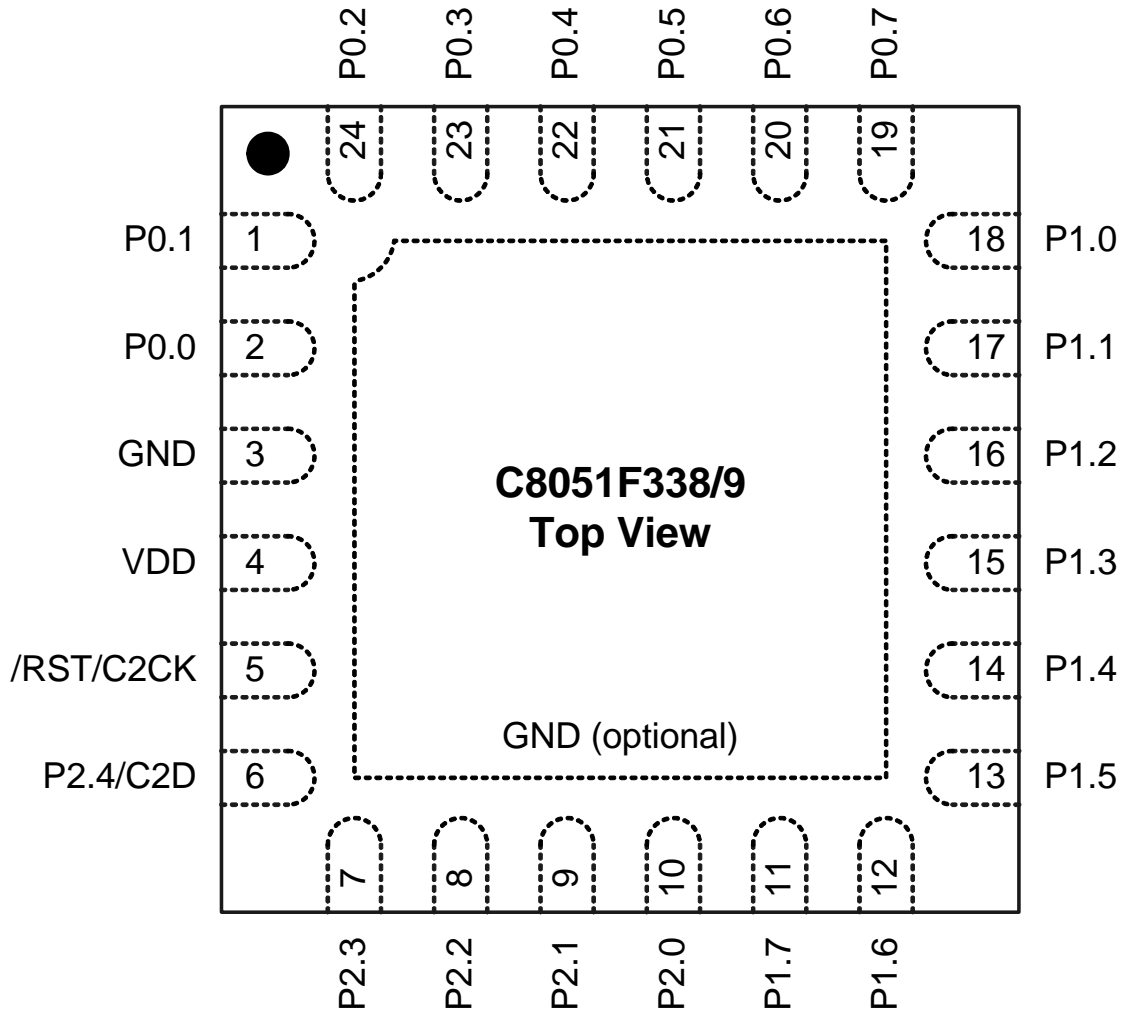 P0.2
P0.3
P0.4
P0.5
P0.6
P0.7
24
23
22
21
20
19
P0.1 1
18 P1.0
P0.0 2
17 P1.1
GND 3
16 P1.2
C8051F338/9
Top View
VDD 4
15 P1.3
/RST/C2CK 5
14 P1.4
GND (optional)
P2.4/C2D 6
13 P1.5
7
8
9
10
11
12
P2.3
P2.2
P2.1
P2.0
P1.7
P1.6